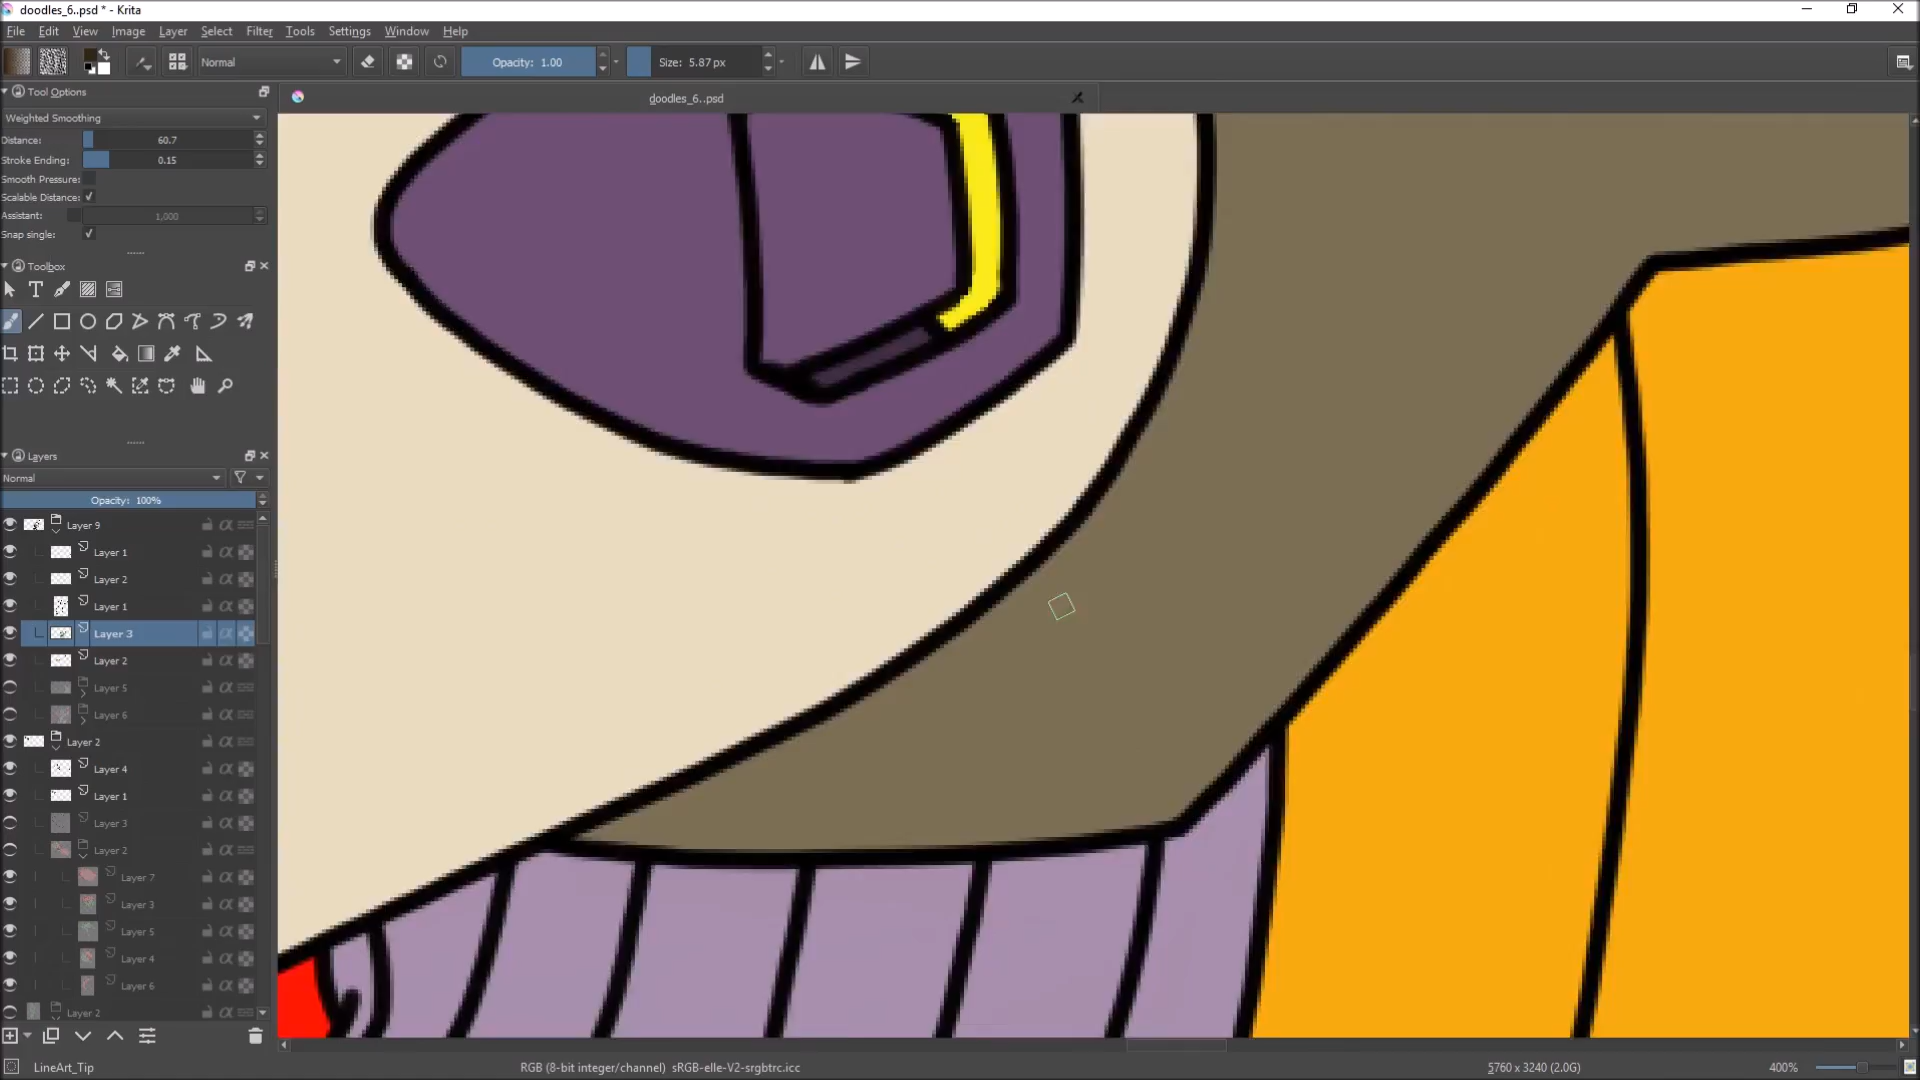 doodles_6..psd * - Krita
File Edit View Image Layer Select Filter Tools Settings Window Help
Normal Opacity: 1.00 Size: 5.87 px
Tool Options
doodles_6..psd
Weighted Smoothing
Distance: 60.7
Stroke Ending: 0.15
Smooth Pressure:
Scalable Distance:
Assistant: 1,000
Snap single:
Toolbox
Layers
Normal
Opacity: 100%
Layer 9
Layer 1
Layer 2
Layer 1
Layer 3
Layer 2
Layer 5
Layer 6
Layer 2
Layer 4
Layer 1
Layer 3
Layer 2
Layer 7
Layer 3
Layer 5
Layer 4
Layer 6
Layer 2
LineArt_Tip RGB (8-bit integer/channel) sRGB-elle-V2-srgbtrc.icc 5760 x 3240 (2.0G) 400%